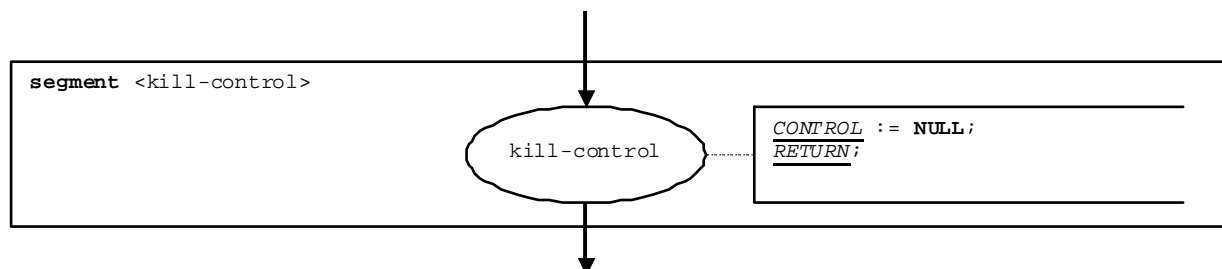 segment <kill-control>
kill-control
CONTROL := NULL;
RETURN;